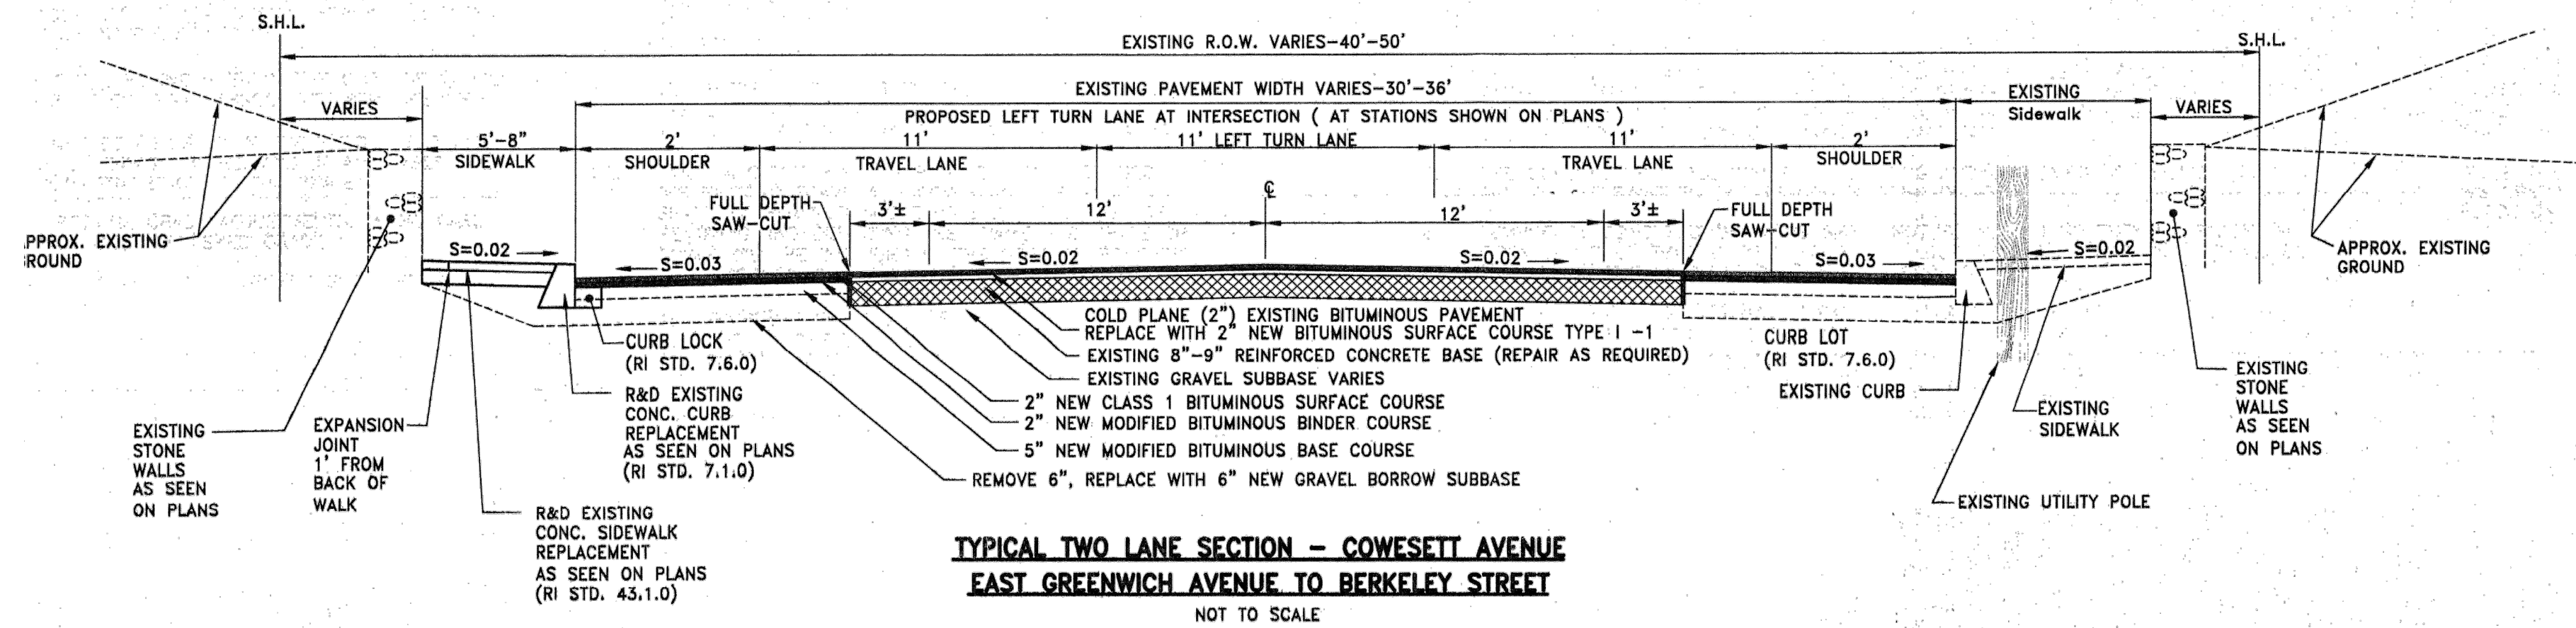 S.H.L.
S.H.L.
EXISTING R.O.W. VARIES-40'-50'
EXISTING PAVEMENT WIDTH VARIES-30'-36'
EXISTING
Sidewalk
VARIES
VARIES
PROPOSED LEFT TURN LANE AT INTERSECTION ( AT STATIONS SHOWN ON PLANS )
5'-8"
SIDEWALK
2'
SHOULDER
11'
TRAVEL LANE
11' LEFT TURN LANE
11'
TRAVEL LANE
2'
SHOULDER
FULL DEPTH
SAW-CUT
3'±
12'
℄
12'
3'±
FULL DEPTH
SAW-CUT
PPROX. EXISTING
ROUND
S=0.02
S=0.03
S=0.02
S=0.02
S=0.03
S=0.02
APPROX. EXISTING
GROUND
COLD PLANE (2") EXISTING BITUMINOUS PAVEMENT
REPLACE WITH 2" NEW BITUMINOUS SURFACE COURSE TYPE I -1
EXISTING 8"-9" REINFORCED CONCRETE BASE (REPAIR AS REQUIRED)
EXISTING GRAVEL SUBBASE VARIES
2" NEW CLASS 1 BITUMINOUS SURFACE COURSE
2" NEW MODIFIED BITUMINOUS BINDER COURSE
5" NEW MODIFIED BITUMINOUS BASE COURSE
REMOVE 6", REPLACE WITH 6" NEW GRAVEL BORROW SUBBASE
CURB LOCK
(RI STD. 7.6.0)
R&D EXISTING
CONC. CURB
REPLACEMENT
AS SEEN ON PLANS
(RI STD. 7.1.0)
CURB LOT
(RI STD. 7.6.0)
EXISTING CURB
EXISTING
SIDEWALK
EXISTING
STONE
WALLS
AS SEEN
ON PLANS
EXISTING
STONE
WALLS
AS SEEN
ON PLANS
EXPANSION
JOINT
1' FROM
BACK OF
WALK
R&D EXISTING
CONC. SIDEWALK
REPLACEMENT
AS SEEN ON PLANS
(RI STD. 43.1.0)
EXISTING UTILITY POLE
TYPICAL TWO LANE SECTION – COWESETT AVENUE
EAST GREENWICH AVENUE TO BERKELEY STREET
NOT TO SCALE